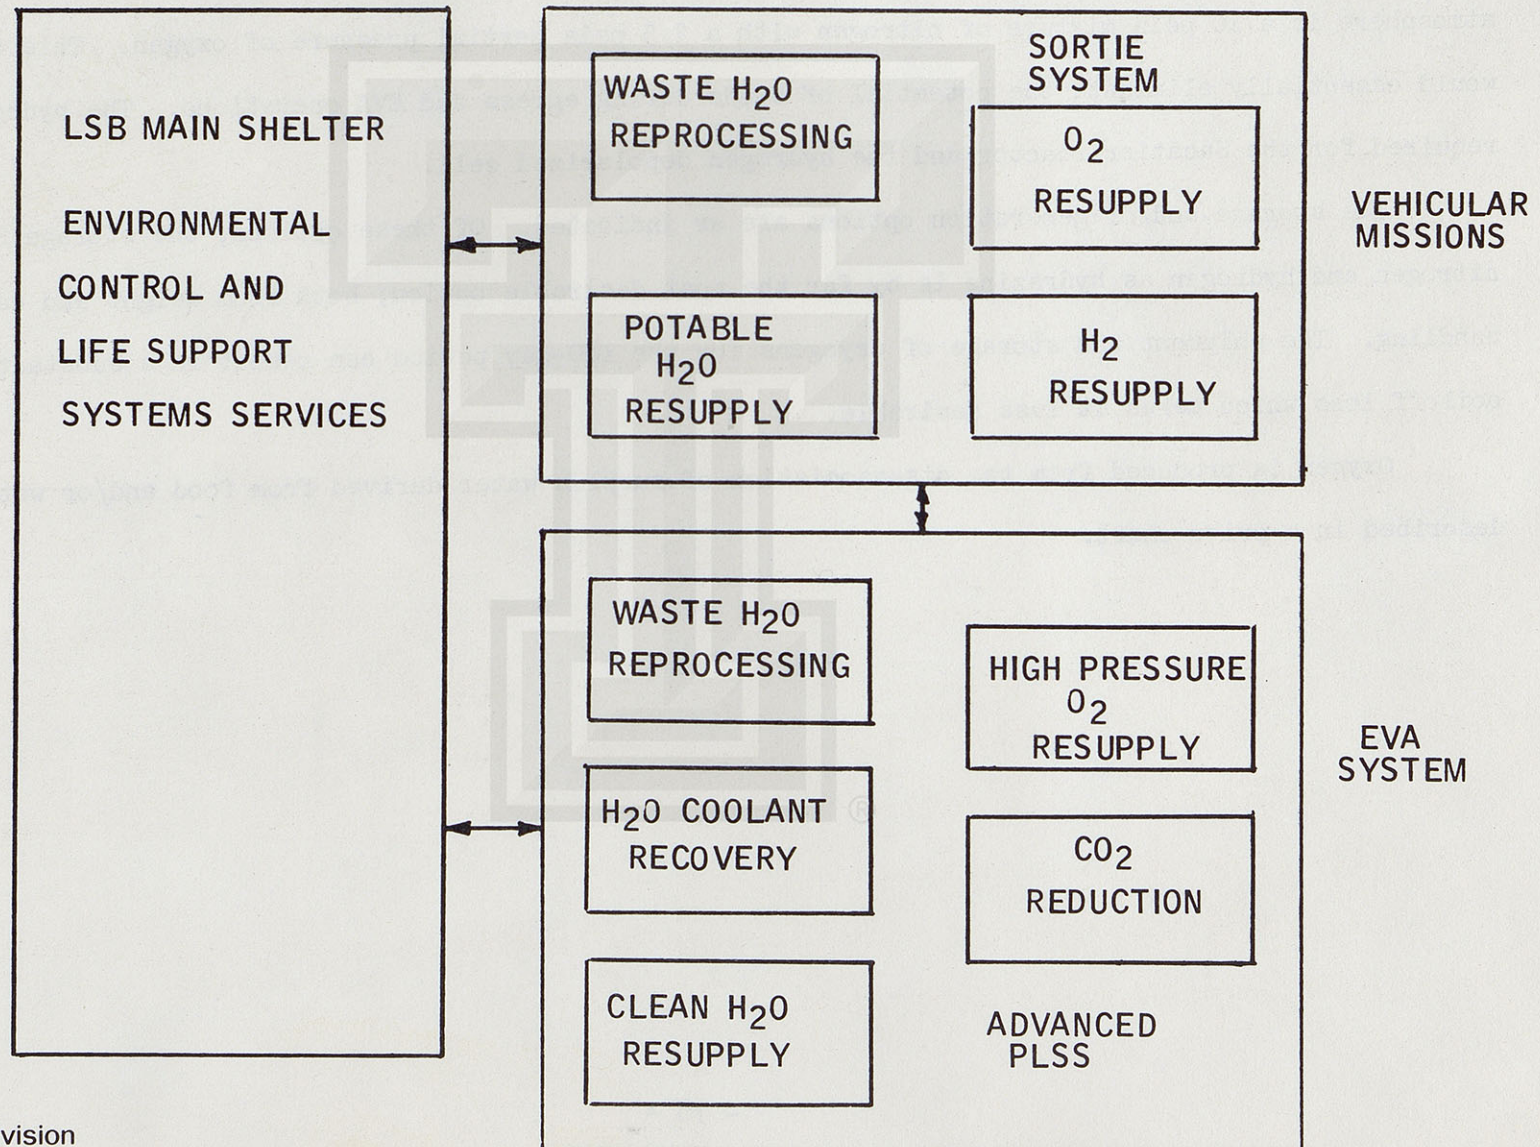 LSB MAIN SHELTER
ENVIRONMENTAL
CONTROL AND
LIFE SUPPORT
SYSTEMS SERVICES
WASTE H2O
REPROCESSING
SORTIE
SYSTEM
O2
RESUPPLY
POTABLE
H2O
RESUPPLY
H2
RESUPPLY
VEHICULAR
MISSIONS
WASTE H2O
REPROCESSING
HIGH PRESSURE
O2
RESUPPLY
H2O COOLANT
RECOVERY
CO2
REDUCTION
CLEAN H2O
RESUPPLY
ADVANCED
PLSS
EVA
SYSTEM
®
vision